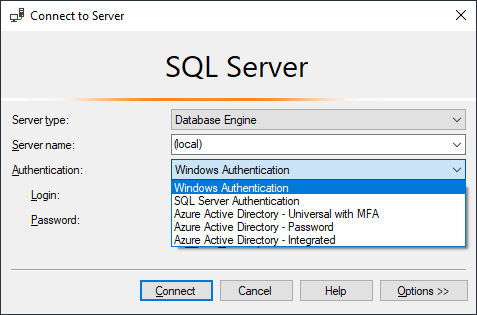 Connect to Server
SQL Server
Server type: Database Engine
Server name: (local)
Authentication: Windows Authentication
Windows Authentication
Login: SQL Server Authentication
Azure Active Directory - Universal with MFA
Password: Azure Active Directory - Password
Azure Active Directory - Integrated
Connect Cancel Help Options >>